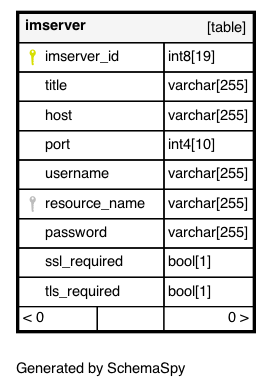 imserver [table]
imserver_id int8[19]
title varchar[255]
host varchar[255]
port int4[10]
username varchar[255]
resource_name varchar[255]
password varchar[255]
ssl_required bool[1]
tls_required bool[1]
< 0 0 >
Generated by SchemaSpy